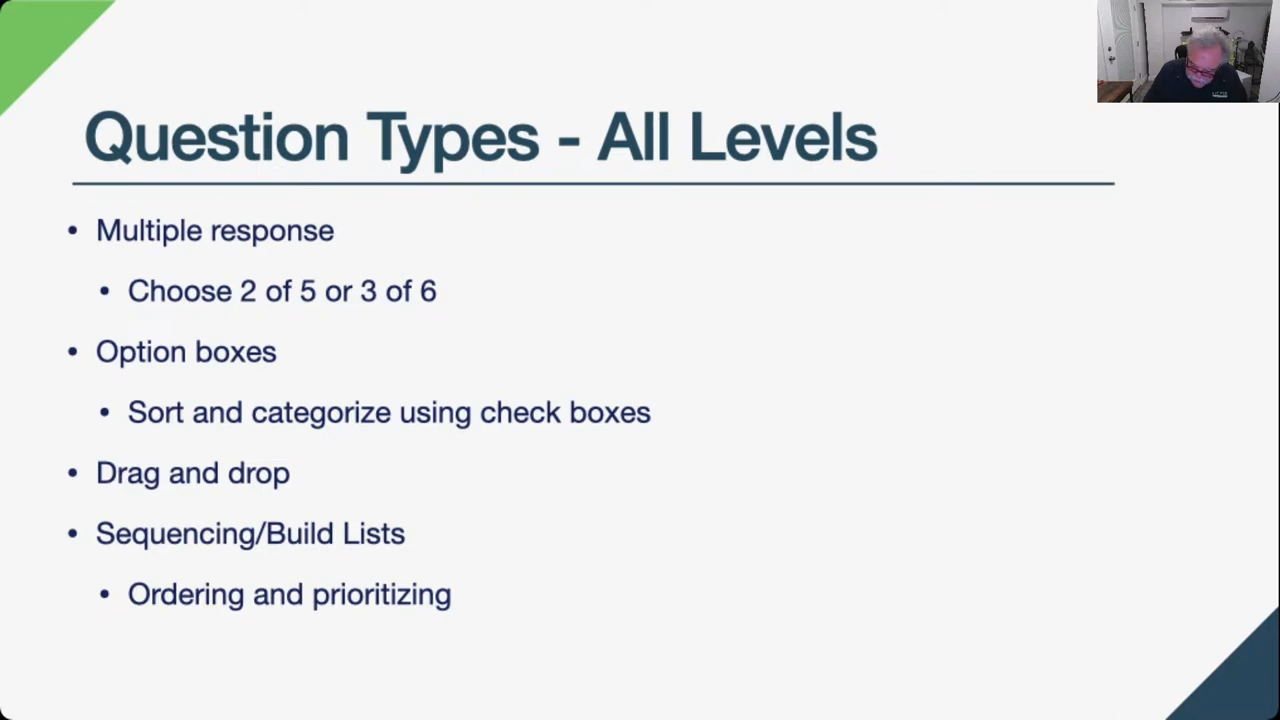 Question Types - All Levels
• Multiple response
• Choose 2 of 5 or 3 of 6
• Option boxes
• Sort and categorize using check boxes
• Drag and drop
• Sequencing/Build Lists
• Ordering and prioritizing